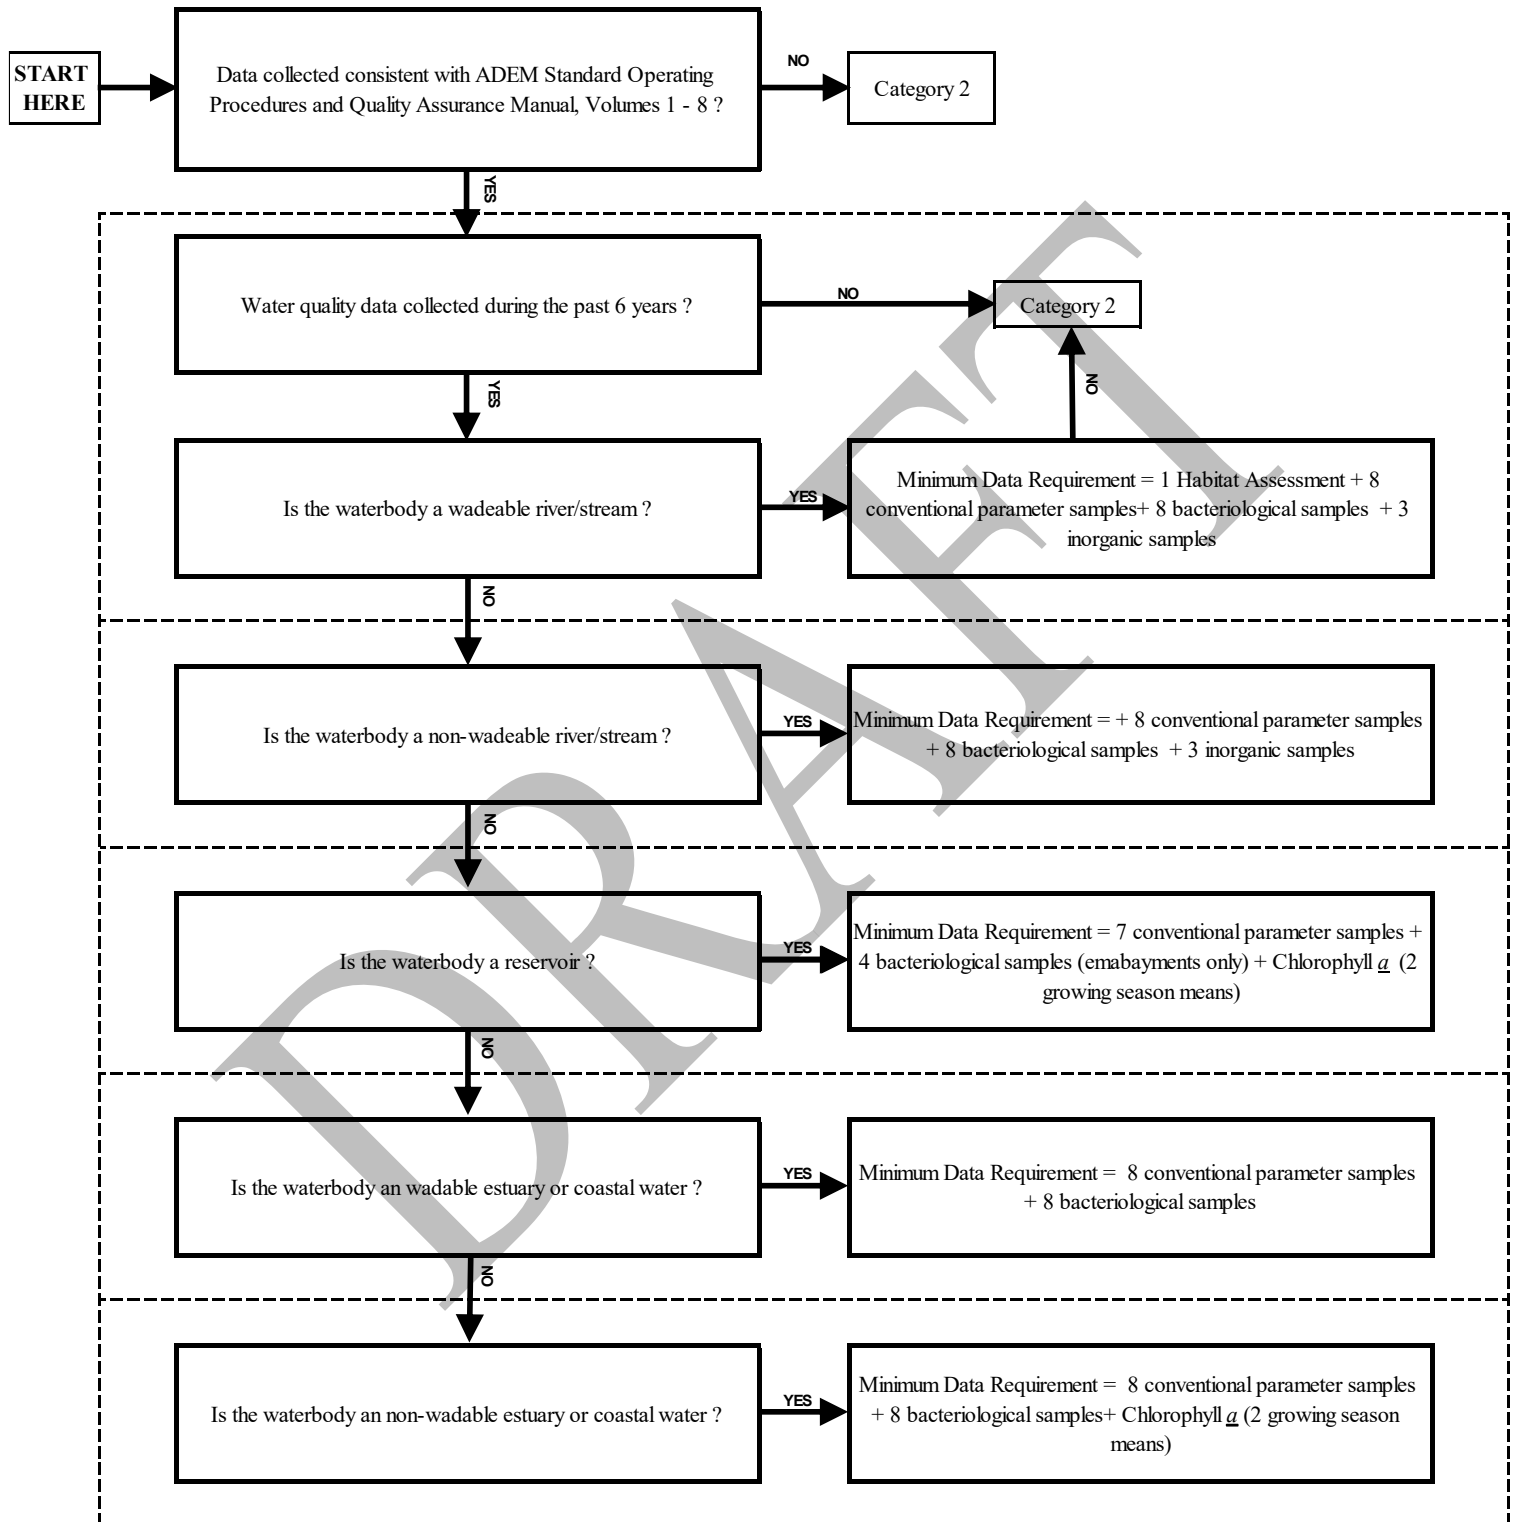 START
HERE
Data collected consistent with ADEM Standard Operating
Procedures and Quality Assurance Manual, Volumes 1 - 8 ?
NO
Category 2
YES
Water quality data collected during the past 6 years ?
NO
Category 2
YES
NO
Is the waterbody a wadeable river/stream ?
YES
Minimum Data Requirement = 1 Habitat Assessment + 8
conventional parameter samples+ 8 bacteriological samples + 3
inorganic samples
NO
Is the waterbody a non-wadeable river/stream ?
YES
Minimum Data Requirement = + 8 conventional parameter samples
+ 8 bacteriological samples + 3 inorganic samples
NO
Is the waterbody a reservoir ?
YES
Minimum Data Requirement = 7 conventional parameter samples +
4 bacteriological samples (emabayments only) + Chlorophyll a (2
growing season means)
NO
Is the waterbody an wadable estuary or coastal water ?
YES
Minimum Data Requirement = 8 conventional parameter samples
+ 8 bacteriological samples
NO
Is the waterbody an non-wadable estuary or coastal water ?
YES
Minimum Data Requirement = 8 conventional parameter samples
+ 8 bacteriological samples+ Chlorophyll a (2 growing season
means)
DRAFT